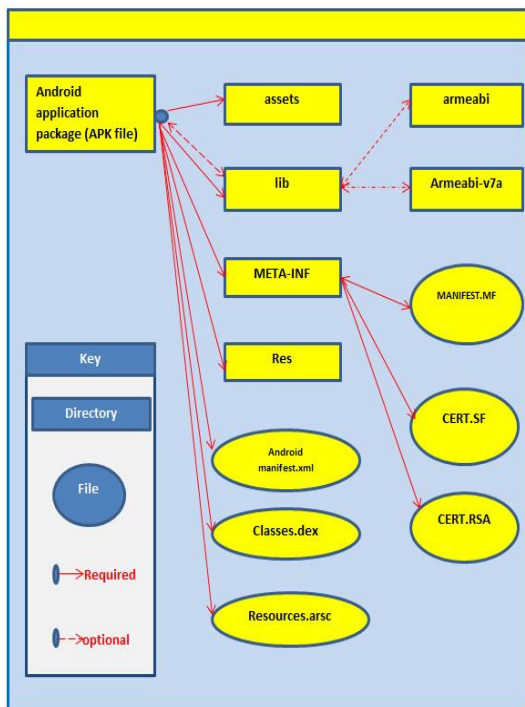 Android
application
package (APK file)
assets
armeabi
lib
Armeabi-v7a
META-INF
MANIFEST.MF
Res
CERT.SF
Android
manifest.xml
CERT.RSA
Classes.dex
Resources.arsc
Key
Directory
File
Required
optional